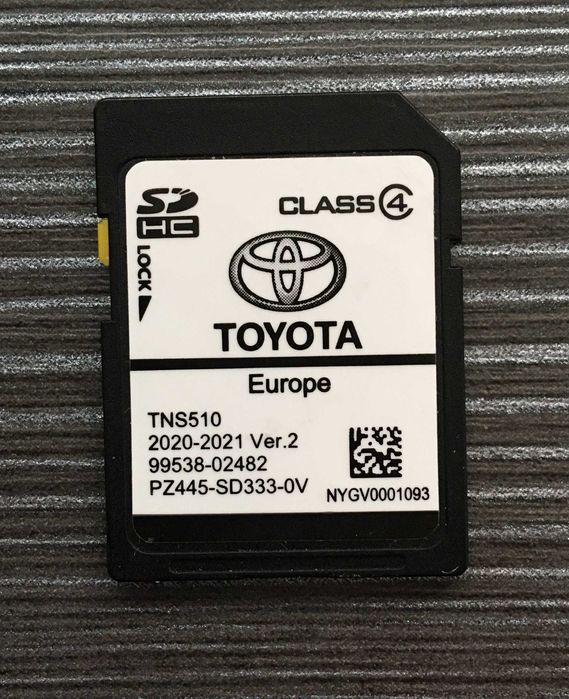 SD
HC
CLASS 4
LOCK
TOYOTA
Europe
TNS510
2020-2021 Ver.2
99538-02482
PZ445-SD333-0V
NYGV0001093